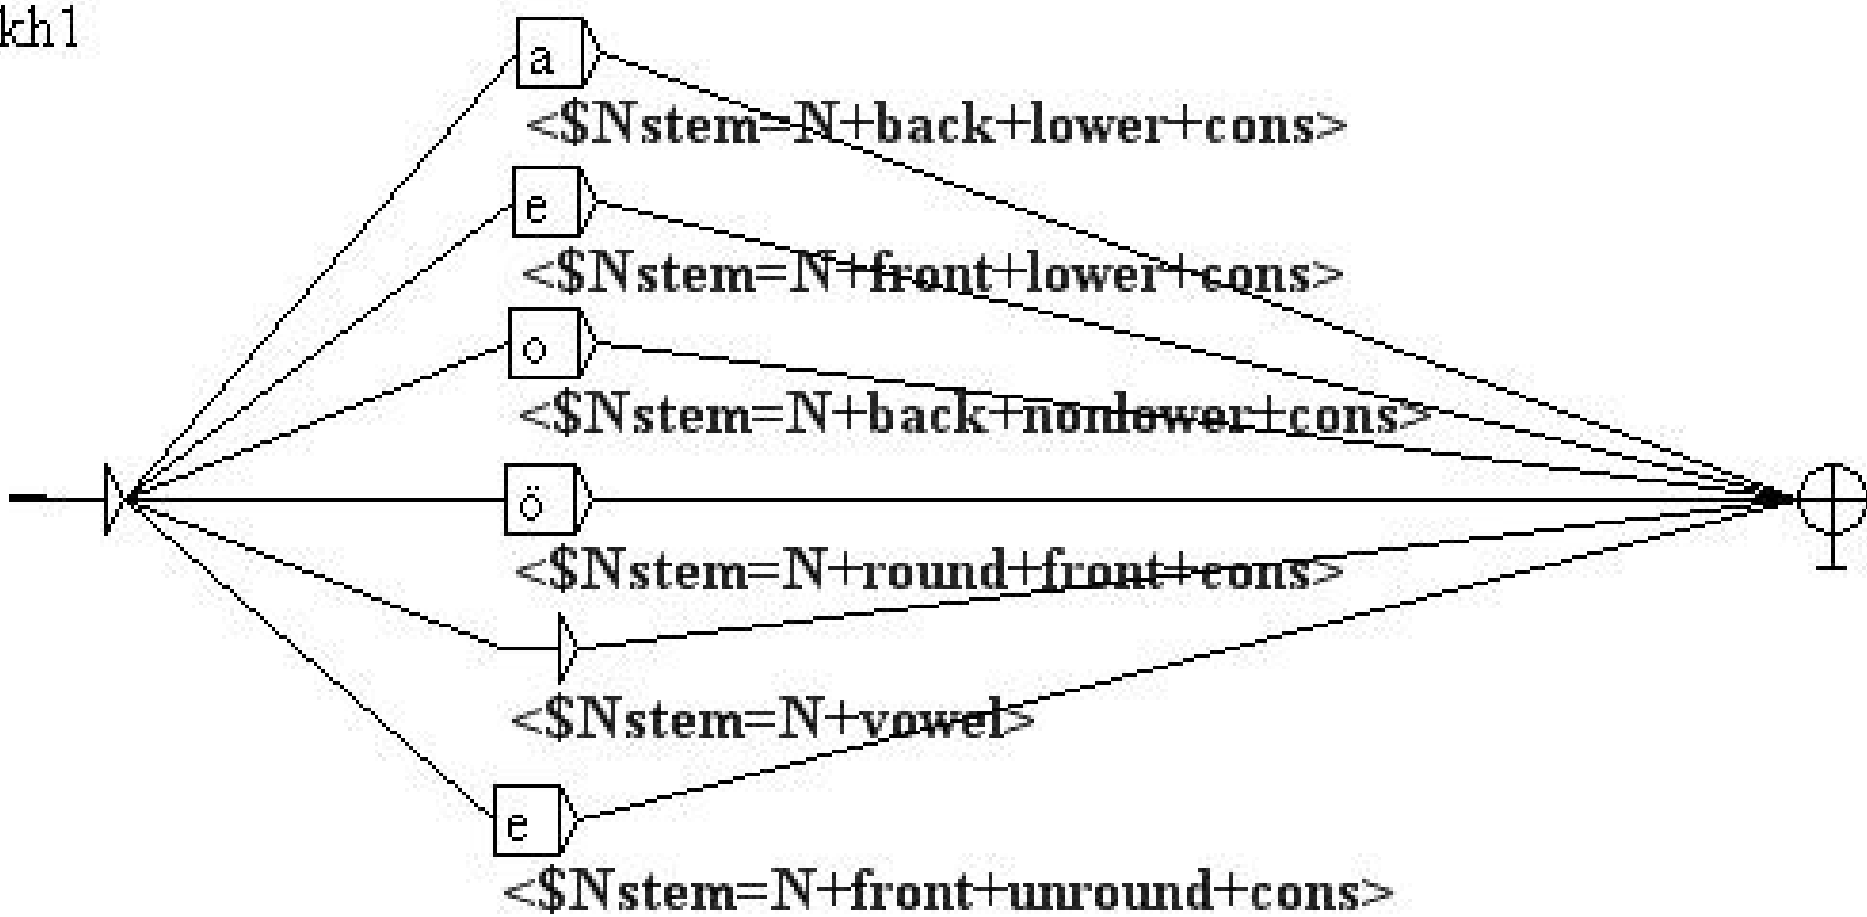 kh1
a
<$Nstem=N+back+lower+cons>
e
<$Nstem=N+front+lower+cons>
o
<$Nstem=N+back+nonlower+cons>
ö
<$Nstem=N+round+front+cons>
<$Nstem=N+vowel>
e
<$Nstem=N+front+unround+cons>